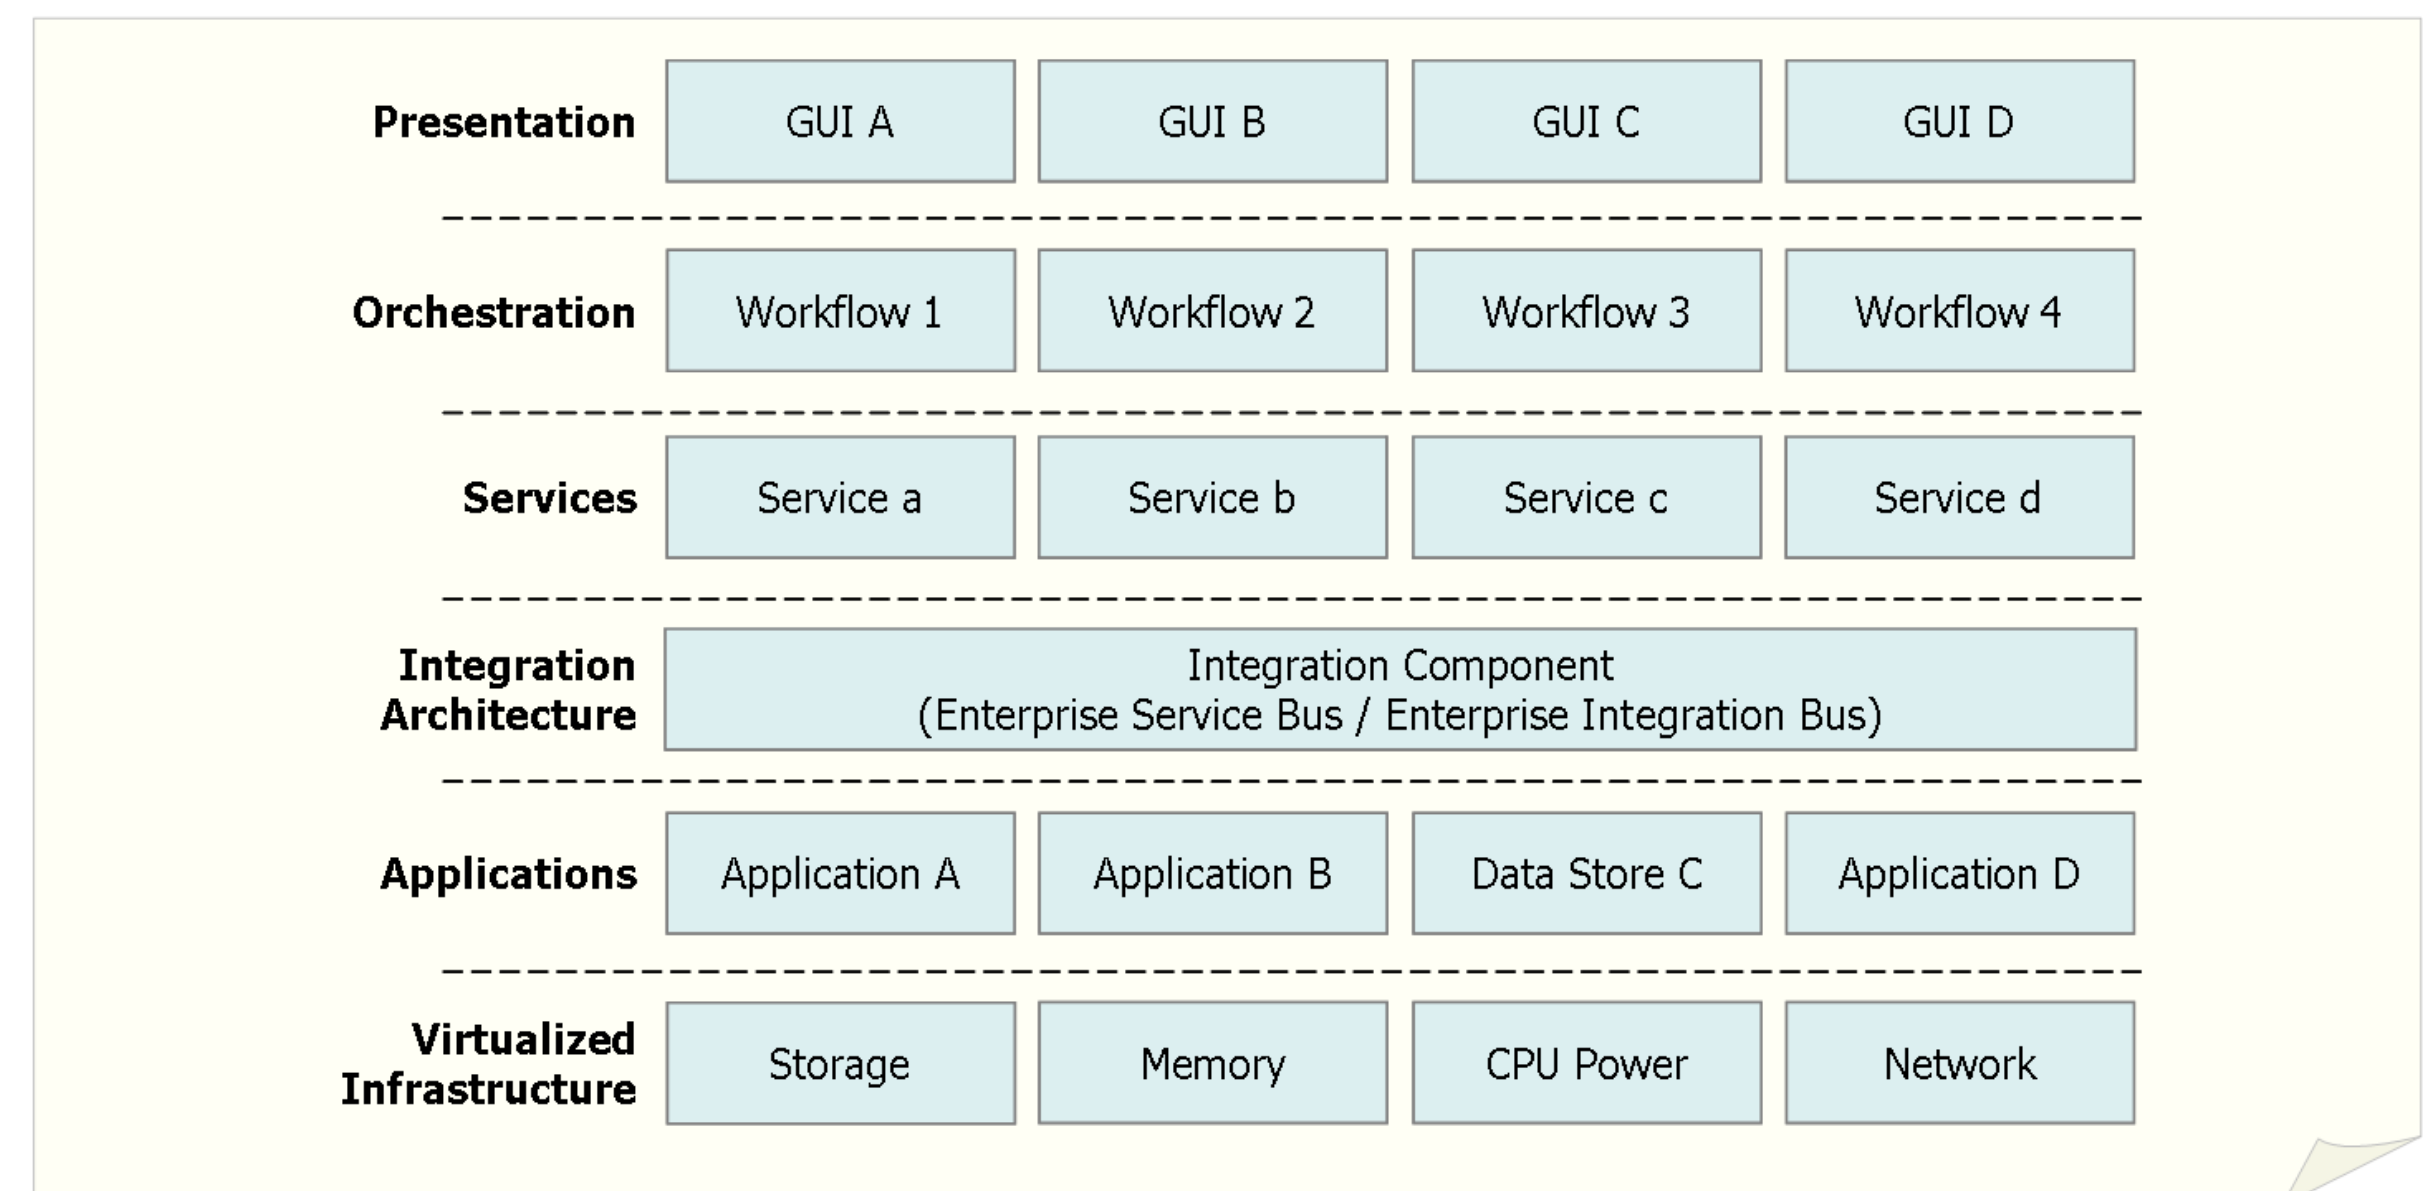 Presentation
GUI A
GUI B
GUI C
GUI D
Orchestration
Workflow 1
Workflow 2
Workflow 3
Workflow 4
Services
Service a
Service b
Service c
Service d
Integration
Architecture
Integration Component
(Enterprise Service Bus / Enterprise Integration Bus)
Applications
Application A
Application B
Data Store C
Application D
Virtualized
Infrastructure
Storage
Memory
CPU Power
Network